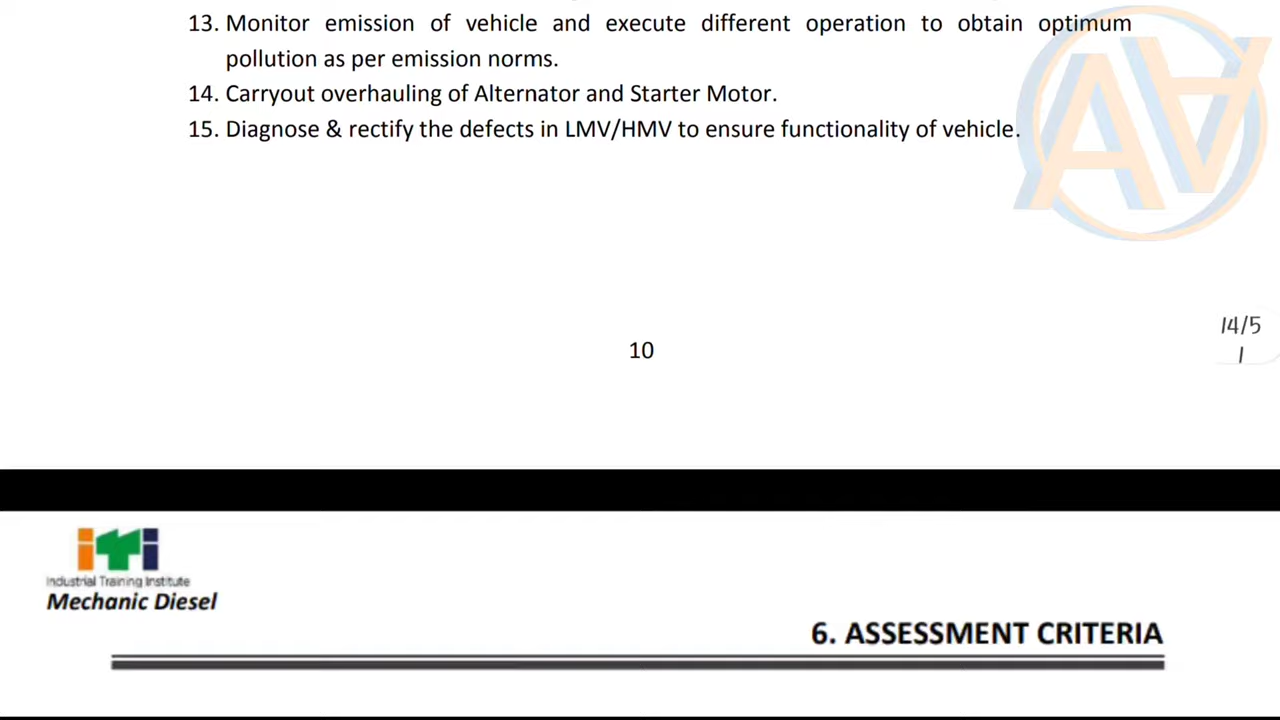 13. Monitor emission of vehicle and execute different operation to obtain optimum
pollution as per emission norms.
14. Carryout overhauling of Alternator and Starter Motor.
15. Diagnose & rectify the defects in LMV/HMV to ensure functionality of vehicle.
AV
14/5
1
10
iTi
Industrial Training Institute
Mechanic Diesel
6. ASSESSMENT CRITERIA